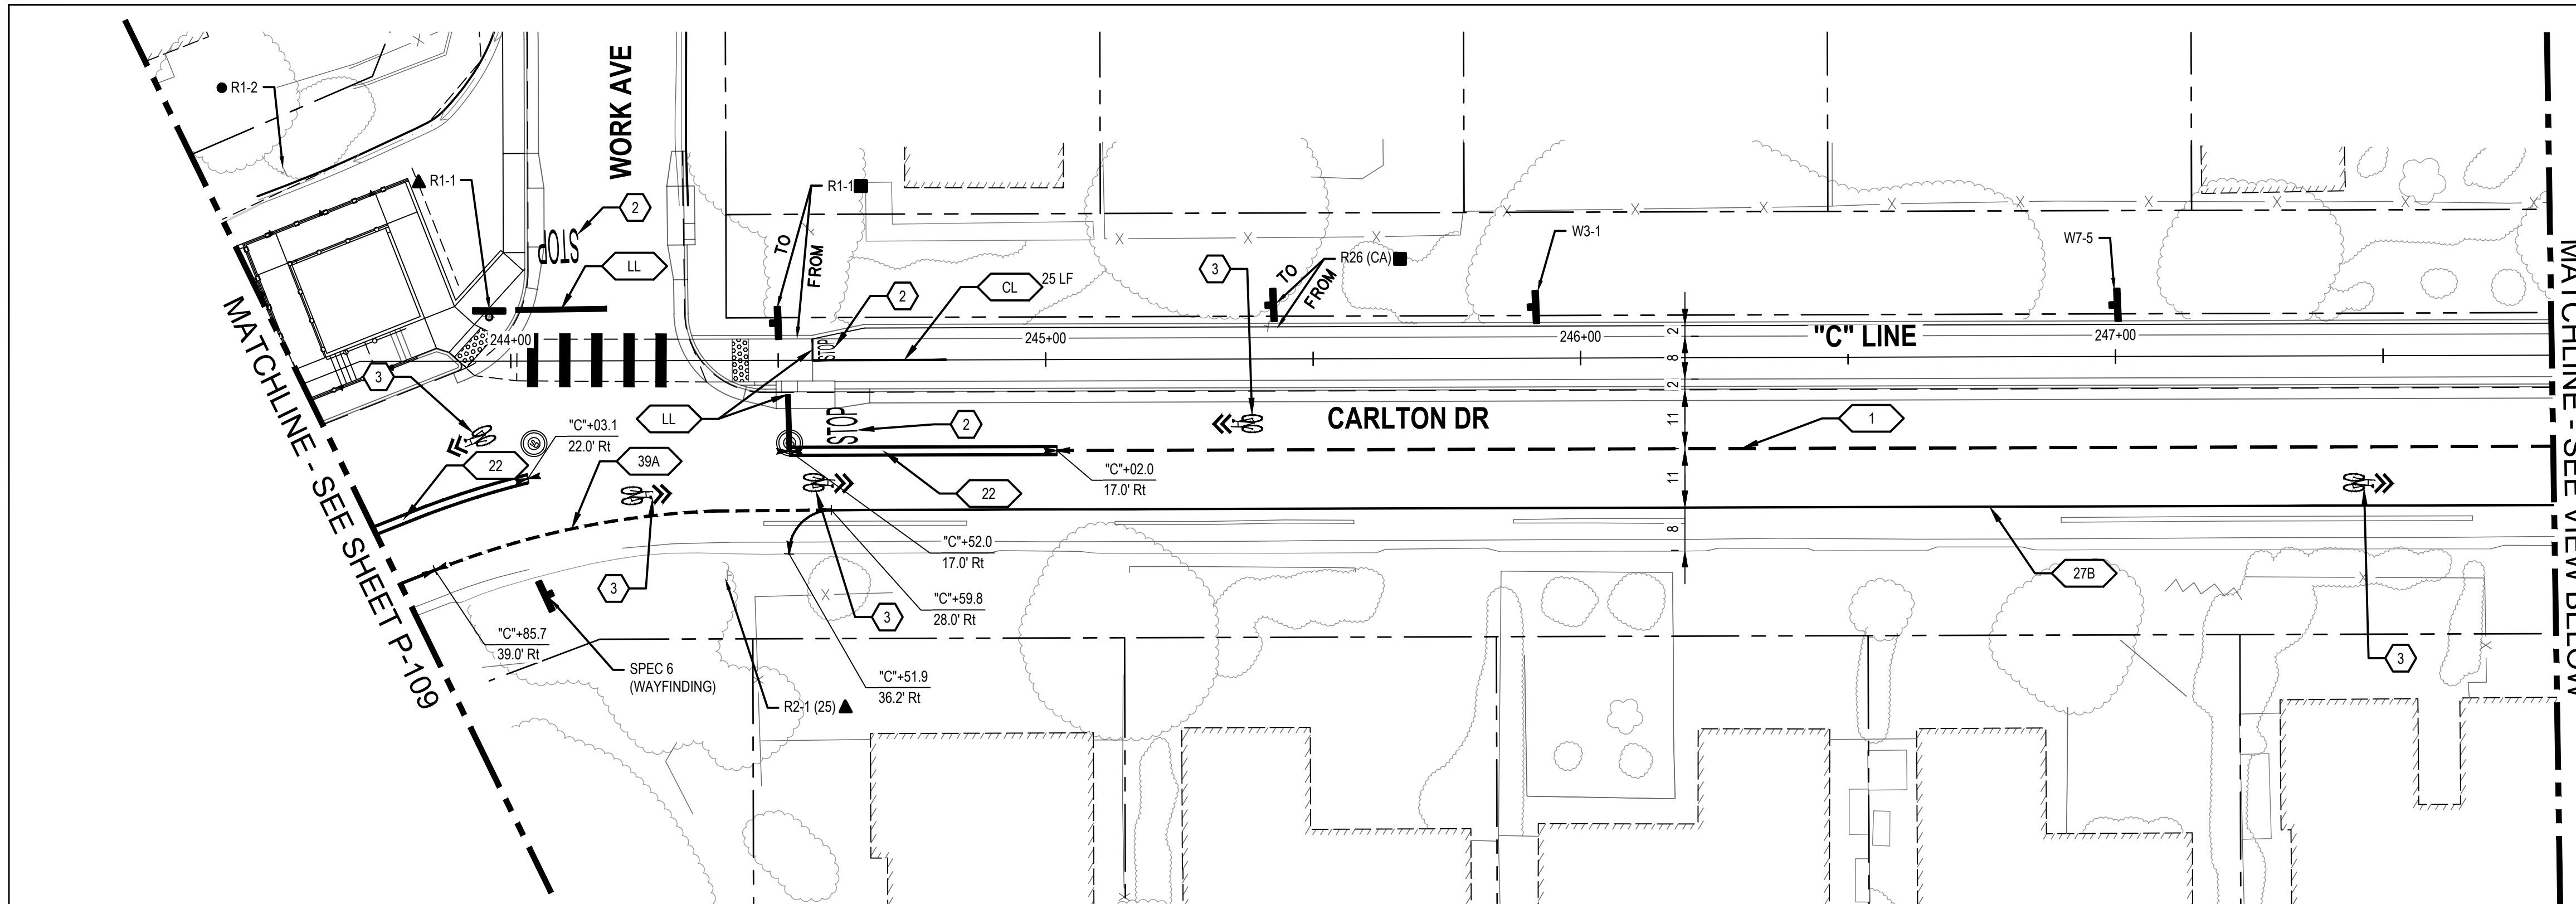 R1-2
WORK AVE
R1-1
2
STOP
LL
TO
FROM
R1-1
2
STOP
CL
25 LF
3
TO
FROM
R26 (CA)
W3-1
W7-5
244+00
245+00
246+00
"C" LINE
247+00
2
8
2
11
11
8
3
LL
STOP
2
CARLTON DR
1
"C"+03.1
22.0' Rt
22
39A
"C"+02.0
17.0' Rt
22
3
"C"+52.0
17.0' Rt
"C"+59.8
28.0' Rt
3
"C"+85.7
39.0' Rt
SPEC 6
(WAYFINDING)
"C"+51.9
36.2' Rt
R2-1 (25)
27B
3
MATCHLINE - SEE SHEET P-109
MATCHLINE - SEE VIEW BELOW